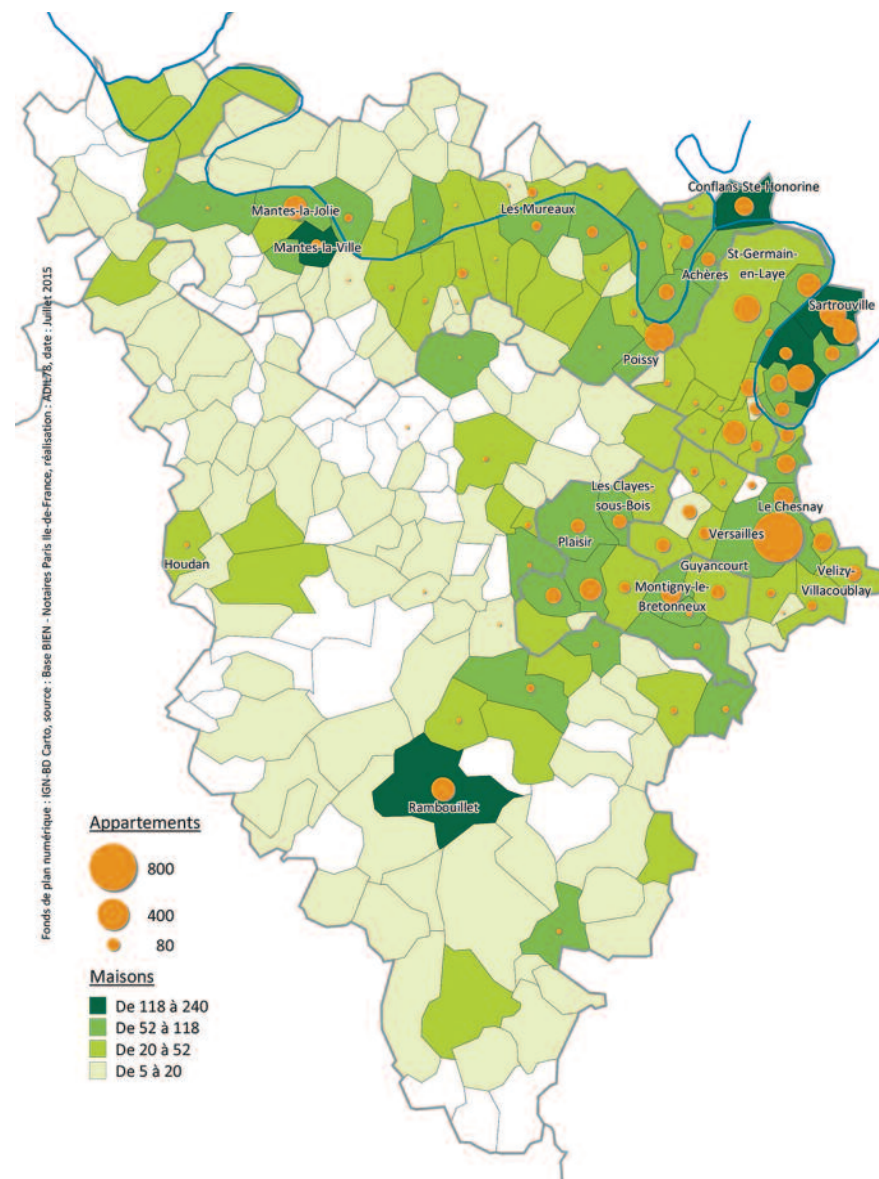 Conflans-Ste-Honorine
Mantes-la-Jolie
Les Mureaux
Mantes-la-Ville
St-Germain-
en-Laye
Achères
Sartrouville
Poissy
Les Clayes-
sous-Bois
Le Chesnay
Plaisir
Versailles
Houdan
Guyancourt
Velizy-
Villacoublay
Montigny-le-
Bretonneux
Rambouillet
Fonds de plan numérique : IGN-BD Carto, source : Base BIEN - Notaires Paris Ile-de-France, réalisation : ADIL78, date : Juillet 2015
Appartements
800
400
80
Maisons
De 118 à 240
De 52 à 118
De 20 à 52
De 5 à 20